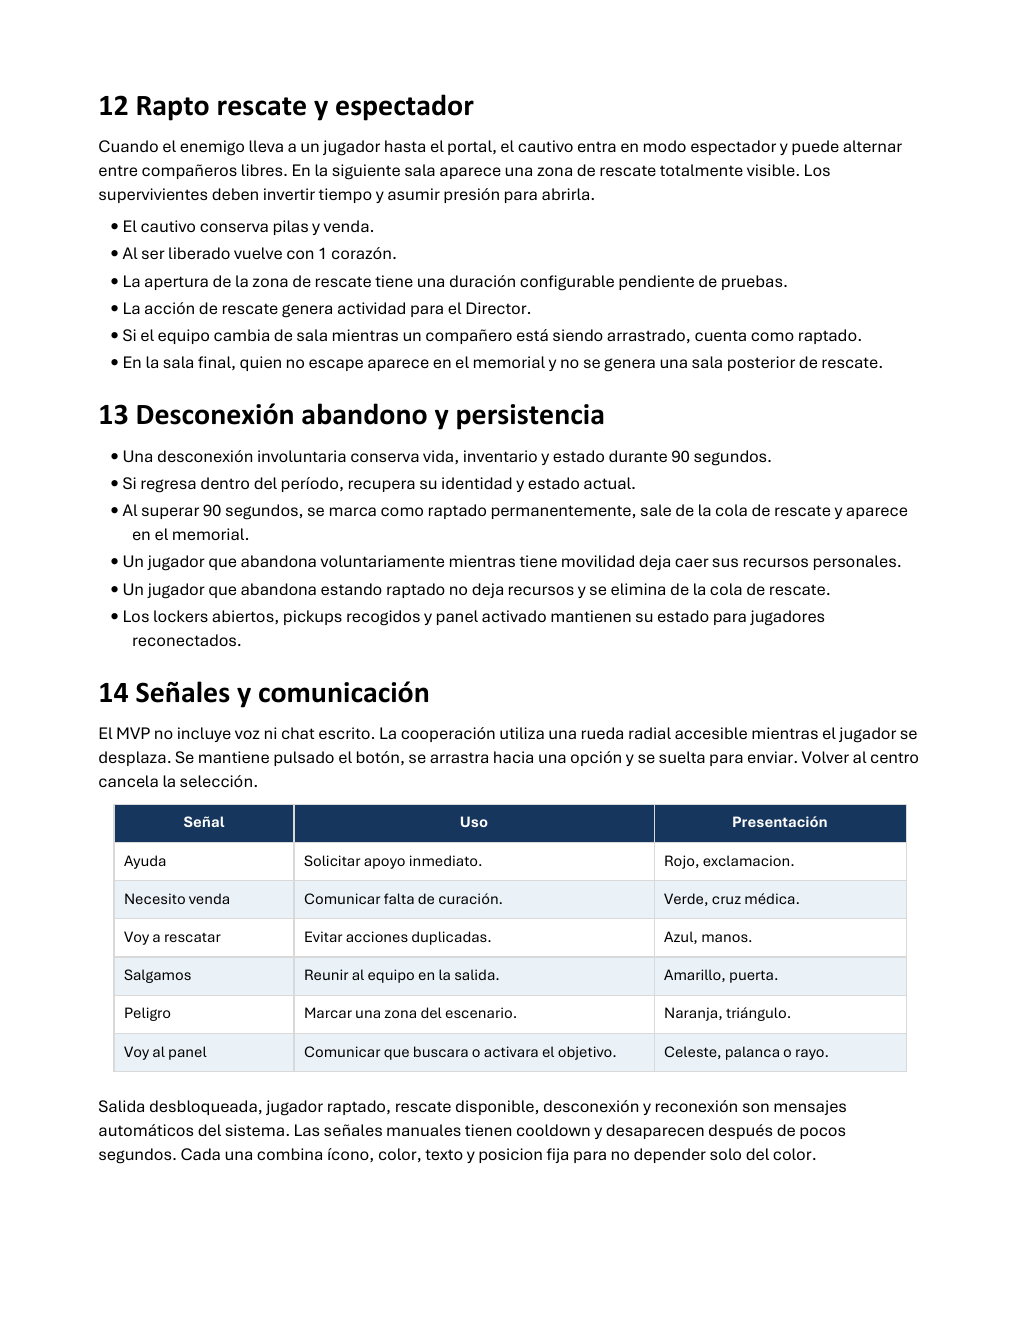 12 Rapto rescate y espectador
Cuando el enemigo lleva a un jugador hasta el portal, el cautivo entra en modo espectador y puede alternar
entre compañeros libres. En la siguiente sala aparece una zona de rescate totalmente visible. Los
supervivientes deben invertir tiempo y asumir presión para abrirla.
• El cautivo conserva pilas y venda.
• Al ser liberado vuelve con 1 corazón.
• La apertura de la zona de rescate tiene una duración configurable pendiente de pruebas.
• La acción de rescate genera actividad para el Director.
• Si el equipo cambia de sala mientras un compañero está siendo arrastrado, cuenta como raptado.
• En la sala final, quien no escape aparece en el memorial y no se genera una sala posterior de rescate.
13 Desconexión abandono y persistencia
• Una desconexión involuntaria conserva vida, inventario y estado durante 90 segundos.
• Si regresa dentro del período, recupera su identidad y estado actual.
• Al superar 90 segundos, se marca como raptado permanentemente, sale de la cola de rescate y aparece
en el memorial.
• Un jugador que abandona voluntariamente mientras tiene movilidad deja caer sus recursos personales.
• Un jugador que abandona estando raptado no deja recursos y se elimina de la cola de rescate.
• Los lockers abiertos, pickups recogidos y panel activado mantienen su estado para jugadores
reconectados.
14 Señales y comunicación
El MVP no incluye voz ni chat escrito. La cooperación utiliza una rueda radial accesible mientras el jugador se
desplaza. Se mantiene pulsado el botón, se arrastra hacia una opción y se suelta para enviar. Volver al centro
cancela la selección.
Señal Uso Presentación
Ayuda Solicitar apoyo inmediato. Rojo, exclamacion.
Necesito venda Comunicar falta de curación. Verde, cruz médica.
Voy a rescatar Evitar acciones duplicadas. Azul, manos.
Salgamos Reunir al equipo en la salida. Amarillo, puerta.
Peligro Marcar una zona del escenario. Naranja, triángulo.
Voy al panel Comunicar que buscara o activara el objetivo. Celeste, palanca o rayo.
Salida desbloqueada, jugador raptado, rescate disponible, desconexión y reconexión son mensajes
automáticos del sistema. Las señales manuales tienen cooldown y desaparecen después de pocos
segundos. Cada una combina ícono, color, texto y posicion fija para no depender solo del color.